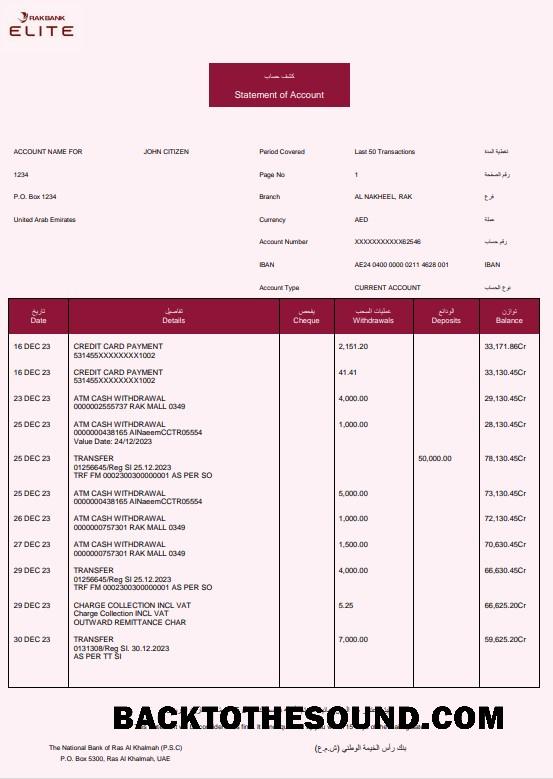 RAKBANK
ELITE
كشف حساب
Statement of Account
ACCOUNT NAME FOR JOHN CITIZEN Period Covered Last 50 Transactions تغطية المدة
1234 Page No 1 رقم الصفحة
P.O. Box 1234 Branch AL NAKHEEL, RAK فرع
United Arab Emirates Currency AED عملة
Account Number XXXXXXXXXXX62546 رقم حساب
IBAN AE24 0400 0000 0211 4628 001 IBAN
Account Type CURRENT ACCOUNT نوع الحساب
تاريخ تفاصيل يفحص عمليات السحب الودائع توازن
Date Details Cheque Withdrawals Deposits Balance
16 DEC 23 CREDIT CARD PAYMENT 2,151.20 33,171.86Cr
531455XXXXXXXX1002
16 DEC 23 CREDIT CARD PAYMENT 41.41 33,130.45Cr
531455XXXXXXXX1002
23 DEC 23 ATM CASH WITHDRAWAL 4,000.00 29,130.45Cr
0000002555737 RAK MALL 0349
25 DEC 23 ATM CASH WITHDRAWAL 1,000.00 28,130.45Cr
0000000438165 AINaeemCCTR05554
Value Date: 24/12/2023
25 DEC 23 TRANSFER 50,000.00 78,130.45Cr
01256645/Reg SI 25.12.2023
TRF FM 0002300300000001 AS PER SO
25 DEC 23 ATM CASH WITHDRAWAL 5,000.00 73,130.45Cr
0000000438165 AINaeemCCTR05554
26 DEC 23 ATM CASH WITHDRAWAL 1,000.00 72,130.45Cr
0000000757301 RAK MALL 0349
27 DEC 23 ATM CASH WITHDRAWAL 1,500.00 70,630.45Cr
0000000757301 RAK MALL 0349
29 DEC 23 TRANSFER 4,000.00 66,630.45Cr
01256645/Reg SI 25.12.2023
TRF FM 0002300300000001 AS PER SO
29 DEC 23 CHARGE COLLECTION INCL VAT 5.25 66,625.20Cr
Charge Collection INCL VAT
OUTWARD REMITTANCE CHAR
30 DEC 23 TRANSFER 7,000.00 59,625.20Cr
0131308/Reg SI. 30.12.2023
AS PER TT SI
BACKTOTHESOUND.COM
The National Bank of Ras Al Khalmah (P.S.C) بنك رأس الخيمة الوطني (ش.م.ع)
P.O. Box 5300, Ras Al-Khalmah, UAE